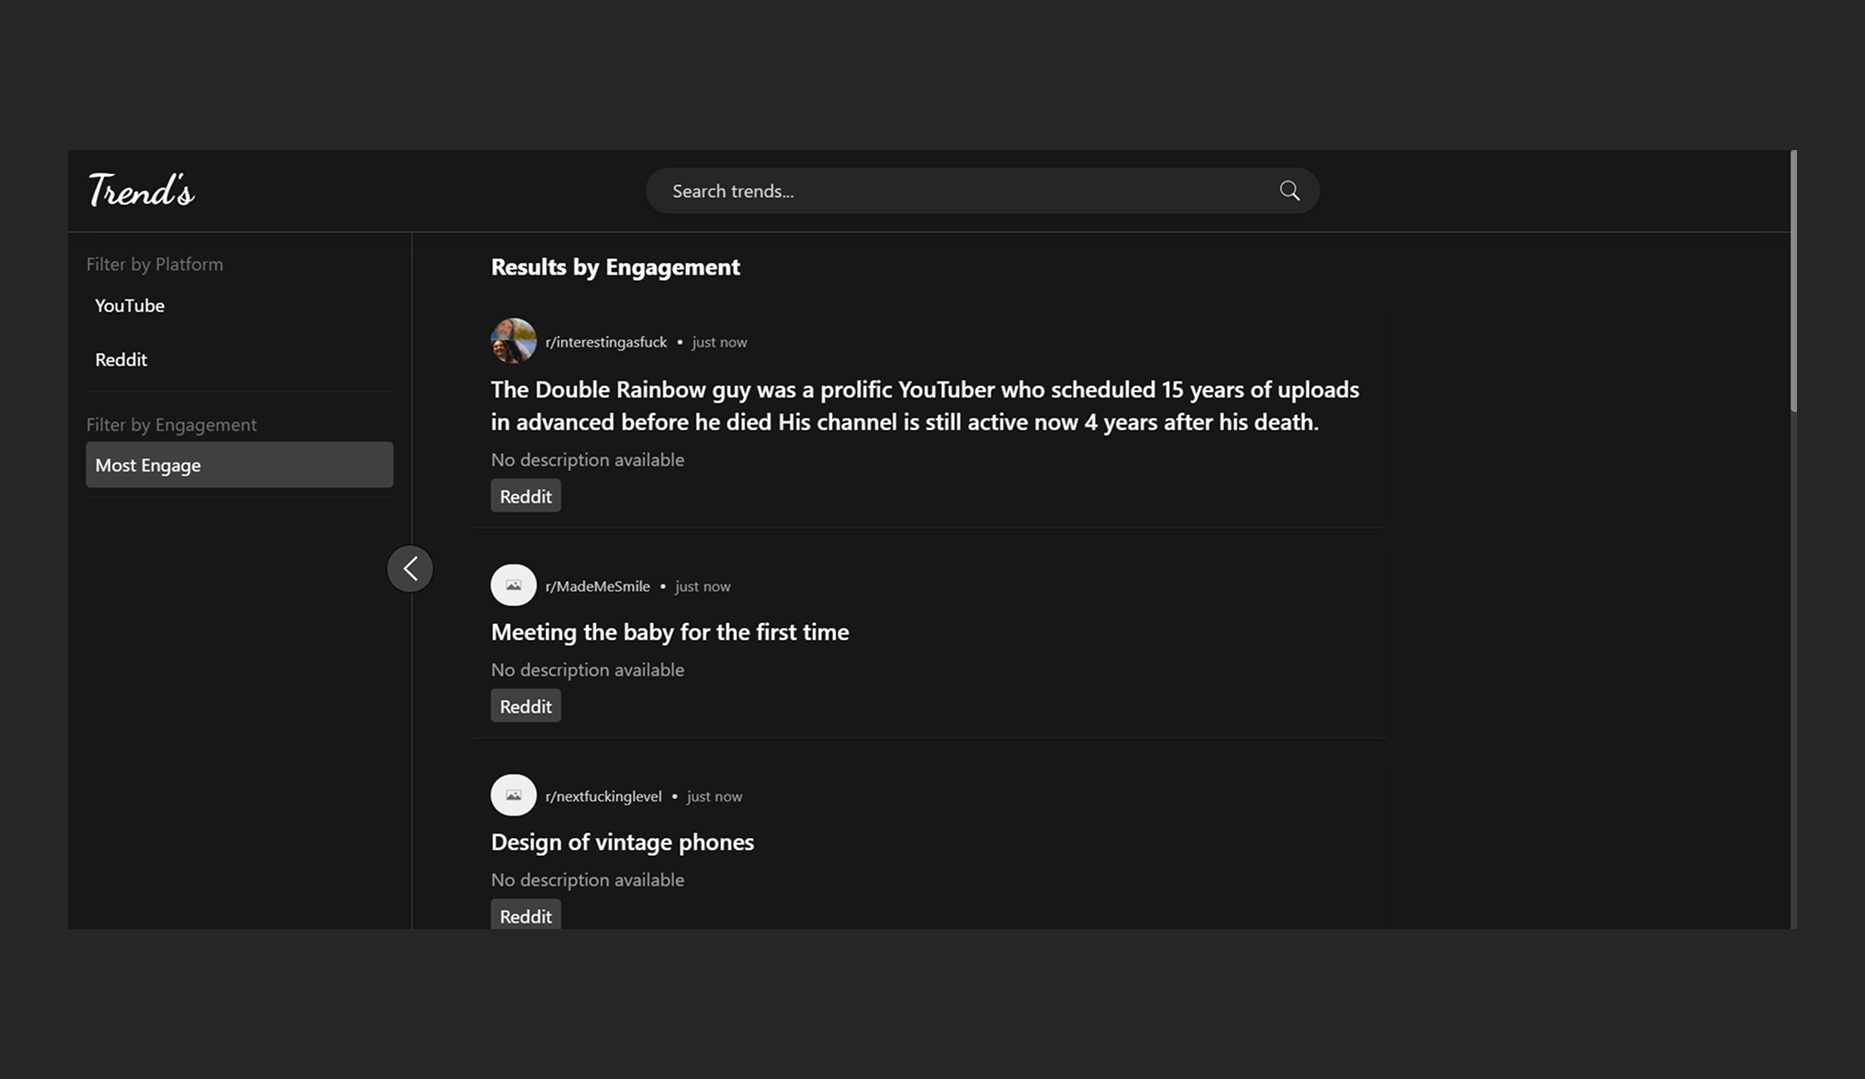 Trend's
Search trends...
Filter by Platform
YouTube
Reddit
Filter by Engagement
Most Engage
Results by Engagement
r/interestingasfuck • just now
The Double Rainbow guy was a prolific YouTuber who scheduled 15 years of uploads
in advanced before he died His channel is still active now 4 years after his death.
No description available
Reddit
r/MadeMeSmile • just now
Meeting the baby for the first time
No description available
Reddit
r/nextfuckinglevel • just now
Design of vintage phones
No description available
Reddit